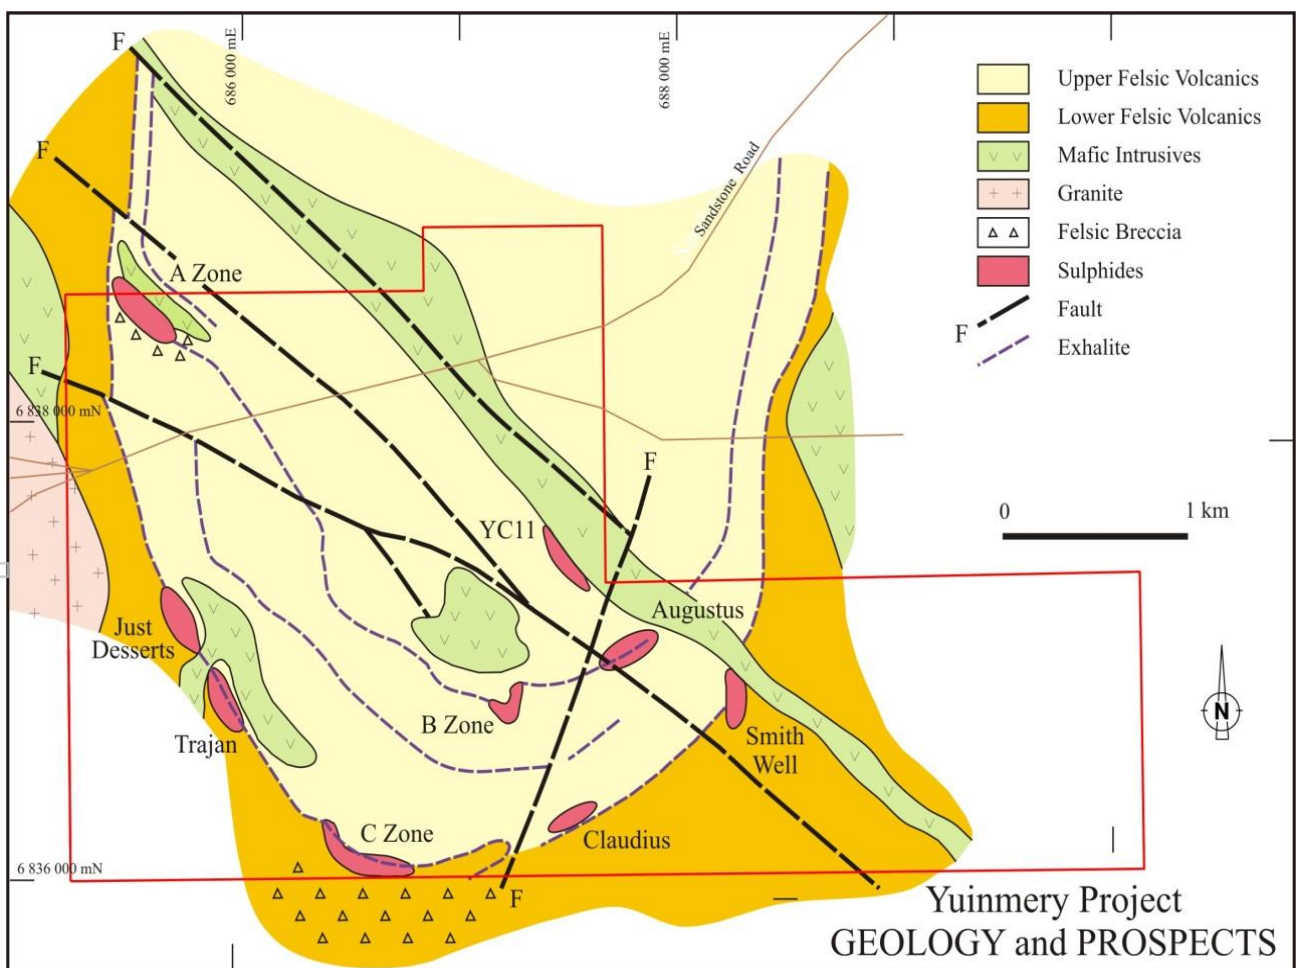 F
686 000 mE
688 000 mE
Sandstone Road
Upper Felsic Volcanics
Lower Felsic Volcanics
Mafic Intrusives
Granite
Felsic Breccia
Sulphides
F
Fault
Exhalite
F
A Zone
F
6 838 000 mN
F
YC11
0
1 km
Augustus
Just
Desserts
B Zone
Trajan
Smith
Well
C Zone
Claudius
N
6 836 000 mN
F
Yuinmery Project
GEOLOGY and PROSPECTS